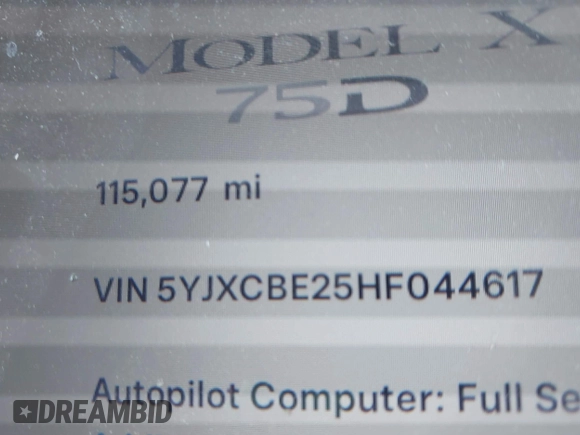 MODEL X
75D
115,077 mi
VIN 5YJXCBE25HF044617
Autopilot Computer: Full Se
DREAMBID